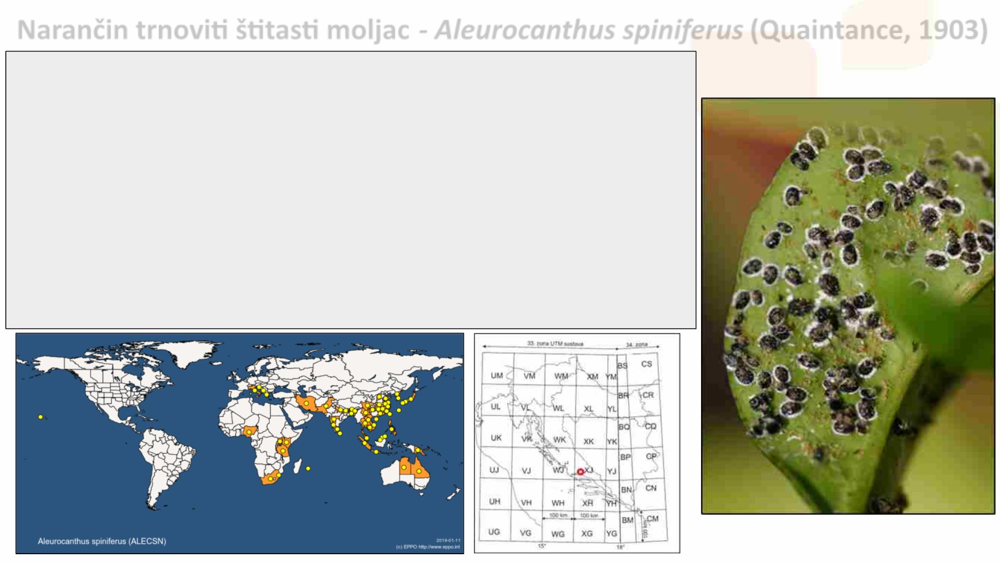 Narančin trnoviti štitasti moljac - Aleurocanthus spiniferus (Quaintance, 1903)
Aleurocanthus spiniferus (ALECSN)
2019-01-11
(c) EPPO http://www.eppo.int
33. zona UTM sustava 34. zona
UM VM WM XM YM BS CS
UL VL WL XL YL BR CR
UK VK WK XK YK BQ CQ
UJ VJ WJ XJ YJ BP CP
UH VH WH XH YH BN CN
100 km 100 km
UG VG WG XG YG BM CM
100 km
15° 18°